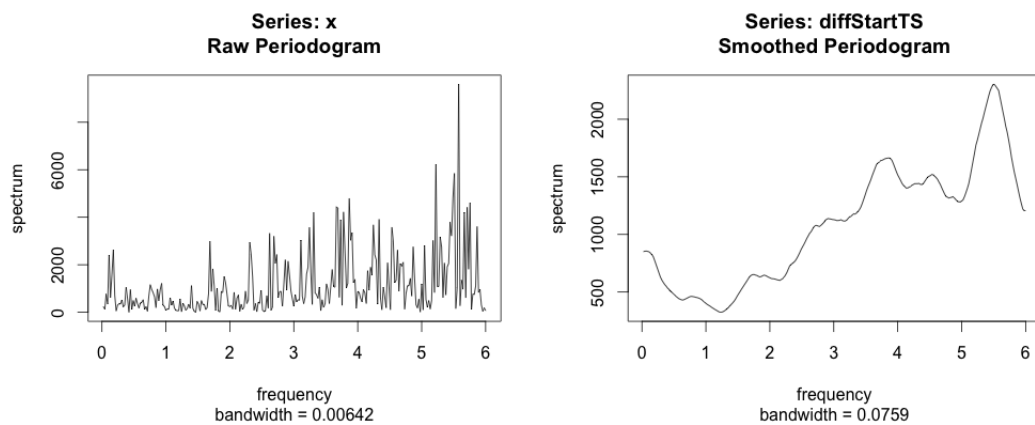 Series: x
Raw Periodogram
spectrum
0
2000
6000
0 1 2 3 4 5 6
frequency
bandwidth = 0.00642
Series: diffStartTS
Smoothed Periodogram
spectrum
500
1000
1500
2000
0 1 2 3 4 5 6
frequency
bandwidth = 0.0759